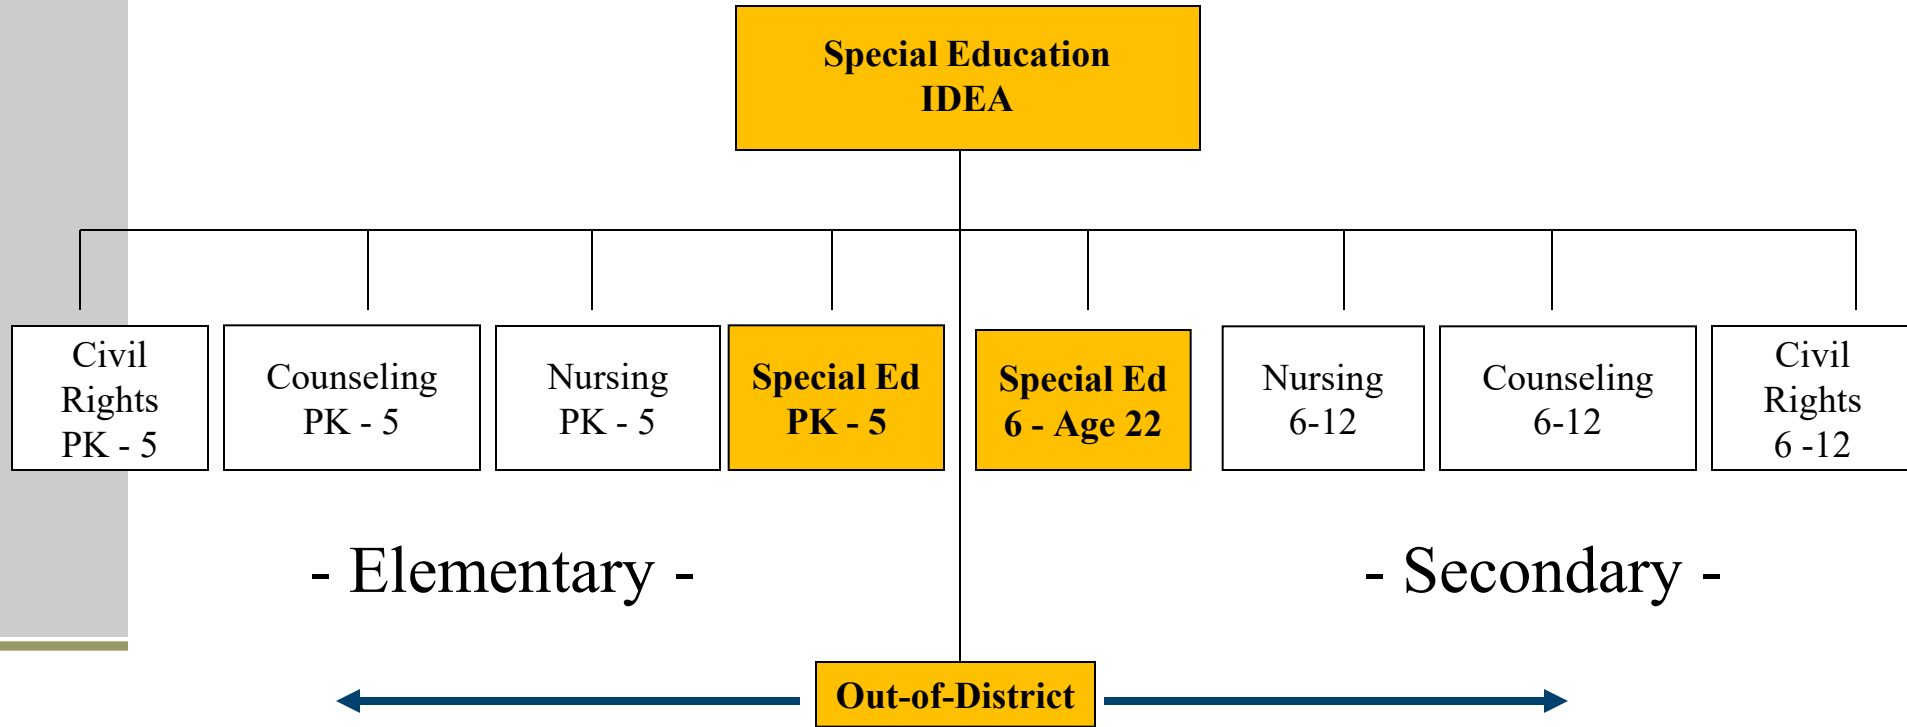 Special Education
IDEA
Civil
Rights
PK - 5
Counseling
PK - 5
Nursing
PK - 5
Special Ed
PK - 5
Special Ed
6 - Age 22
Nursing
6-12
Counseling
6-12
Civil
Rights
6 -12
- Elementary -
- Secondary -
Out-of-District